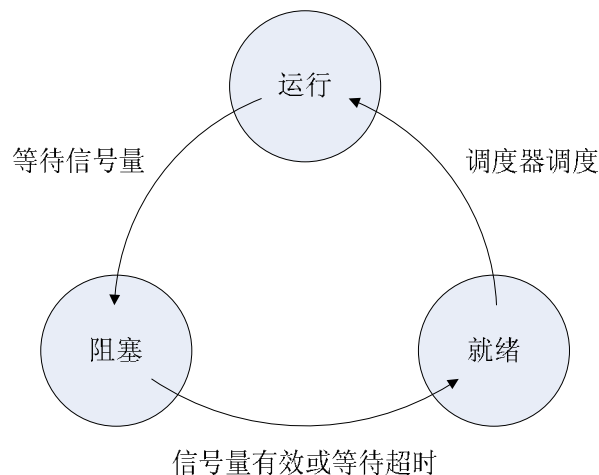 运行
等待信号量
调度器调度
阻塞
就绪
信号量有效或等待超时